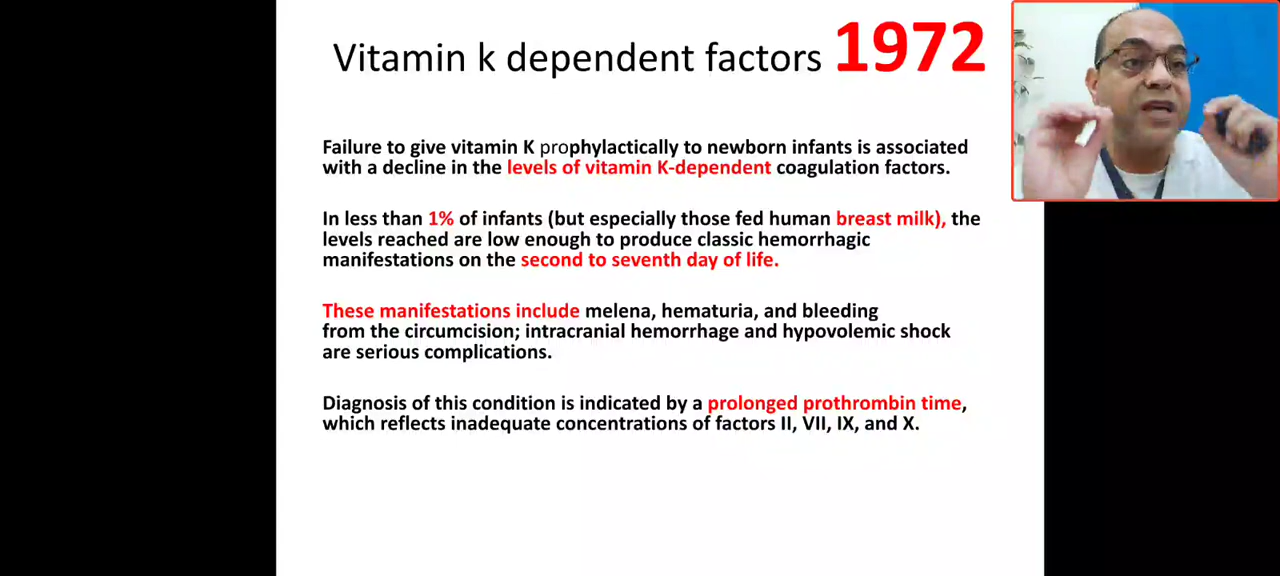 Vitamin k dependent factors 1972
Failure to give vitamin K prophylactically to newborn infants is associated
with a decline in the levels of vitamin K-dependent coagulation factors.
In less than 1% of infants (but especially those fed human breast milk), the
levels reached are low enough to produce classic hemorrhagic
manifestations on the second to seventh day of life.
These manifestations include melena, hematuria, and bleeding
from the circumcision; intracranial hemorrhage and hypovolemic shock
are serious complications.
Diagnosis of this condition is indicated by a prolonged prothrombin time,
which reflects inadequate concentrations of factors II, VII, IX, and X.